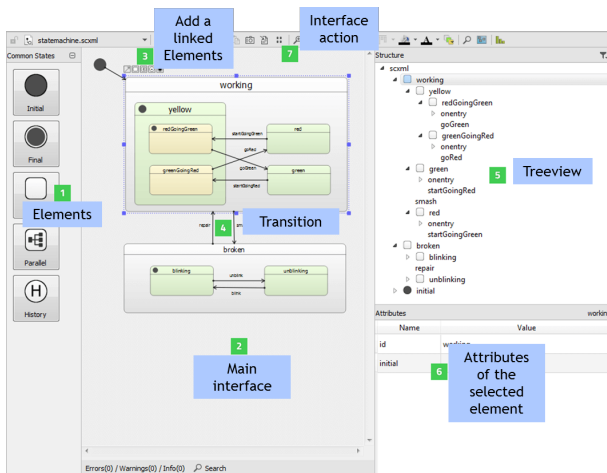 statemachine.scxml
Add a
linked
Elements
3
Interface
action
7
Common States
Initial
Final
1
Elements
Parallel
H
History
working
yellow
redGoingGreen
greenGoingRed
startGoingGreen
goRed
goGreen
startGoingRed
red
green
repair
4
Transition
broken
blinking
unblink
blink
unblinking
2
Main
interface
Structure
scxml
working
yellow
redGoingGreen
onentry
goGreen
greenGoingRed
onentry
goRed
green
onentry
startGoingRed
smash
red
onentry
startGoingGreen
broken
blinking
repair
unblinking
initial
5
Treeview
Attributes
Name
Value
id
initial
6
Attributes
of the
selected
element
Errors(0) / Warnings(0) / Info(0)
Search